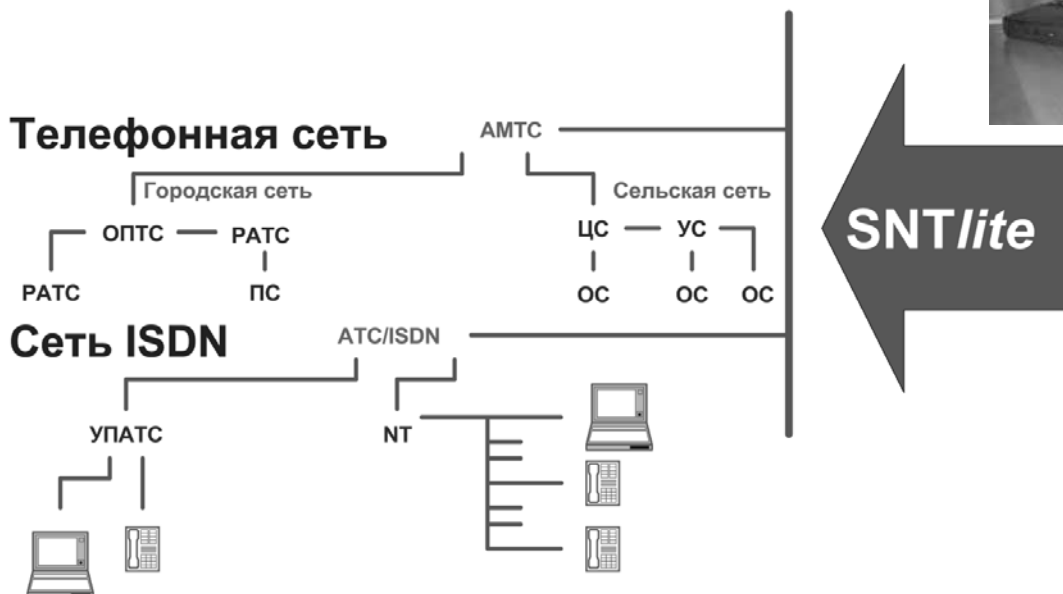 Телефонная сеть
АМТС
Городская сеть
Сельская сеть
ОПТС
РАТС
ЦС
УС
РАТС
ПС
ОС
ОС
ОС
SNTlite
Сеть ISDN
АТС/ISDN
УПАТС
NT